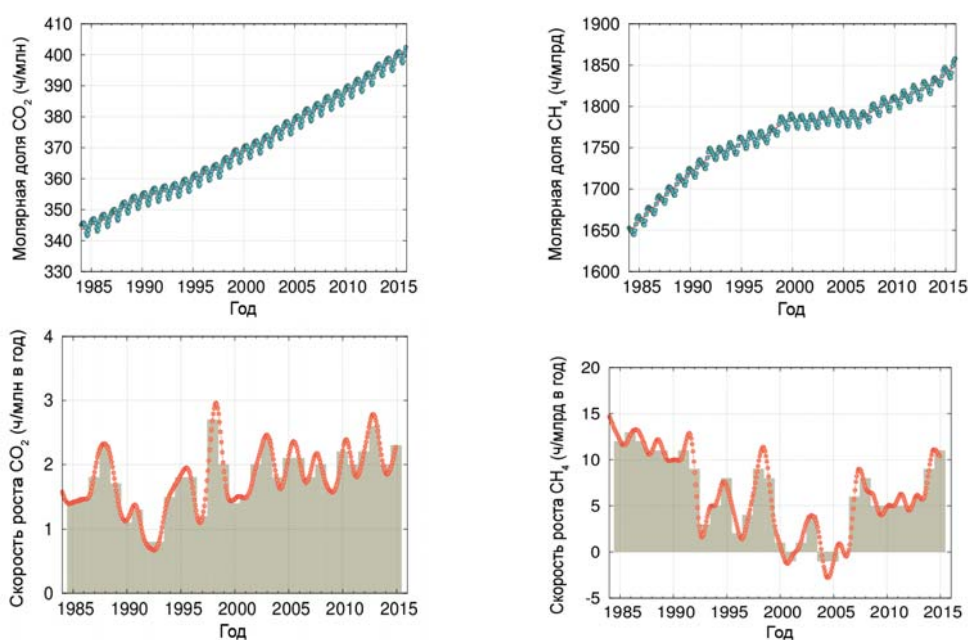 Молярная доля CO₂ (ч/млн)
410
400
390
380
370
360
350
340
330
1985 1990 1995 2000 2005 2010 2015
Год
Молярная доля CH₄ (ч/млрд)
1900
1850
1800
1750
1700
1650
1600
1985 1990 1995 2000 2005 2010 2015
Год
Скорость роста CO₂ (ч/млн в год)
4
3
2
1
0
1985 1990 1995 2000 2005 2010 2015
Год
Скорость роста CH₄ (ч/млрд в год)
20
15
10
5
0
-5
1985 1990 1995 2000 2005 2010 2015
Год